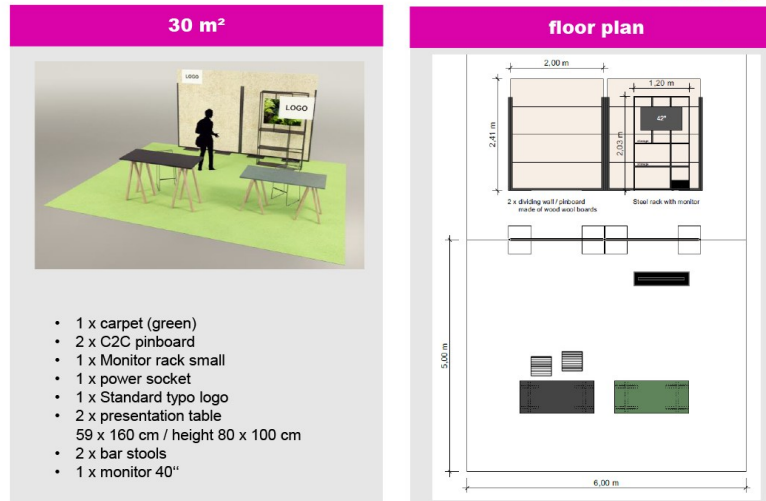 30 m²
LOGO
LOGO
• 1 x carpet (green)
• 2 x C2C pinboard
• 1 x Monitor rack small
• 1 x power socket
• 1 x Standard typo logo
• 2 x presentation table
59 x 160 cm / height 80 x 100 cm
• 2 x bar stools
• 1 x monitor 40“
floor plan
2,00 m
1,20 m
2,41 m
2,03 m
42"
2 x dividing wall / pinboard
made of wood wool boards
Steel rack with monitor
5,00 m
6,00 m